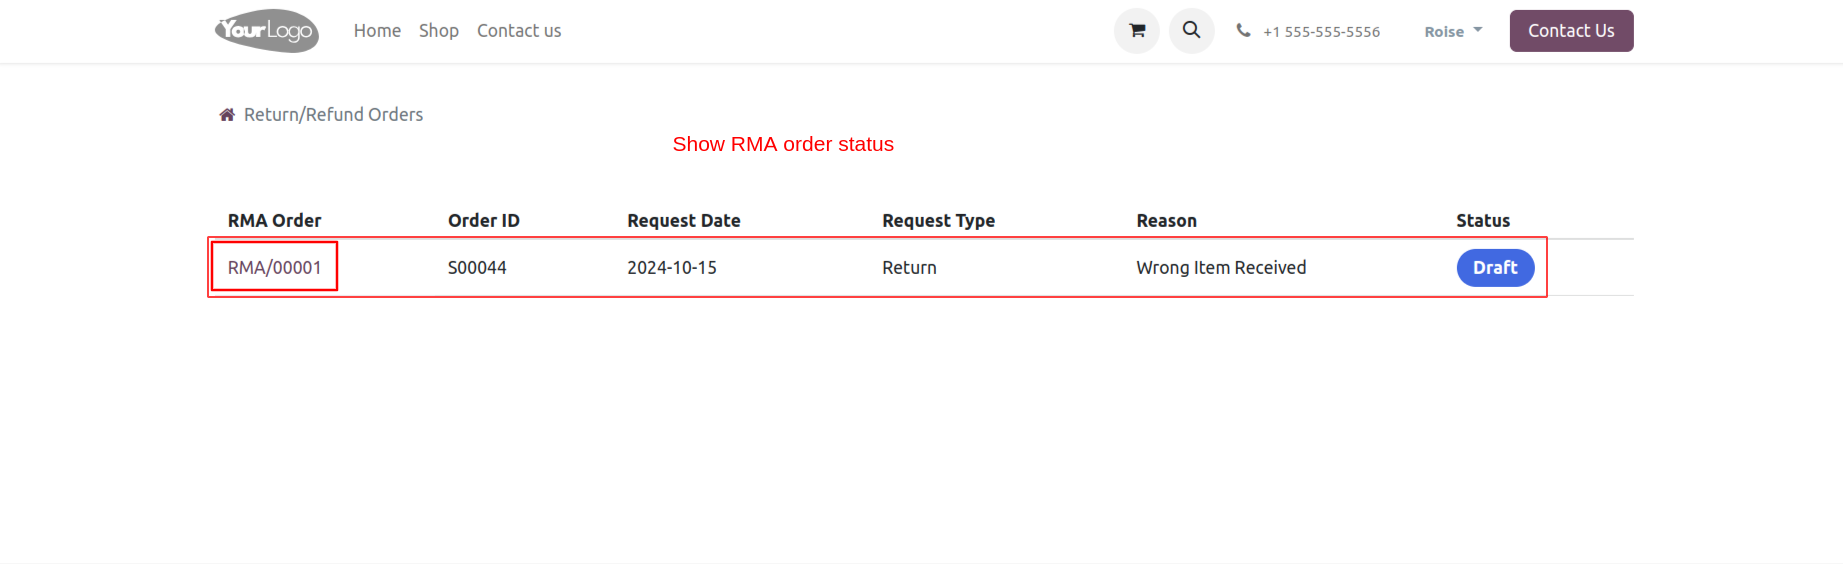 YourLogo Home Shop Contact us +1 555-555-5556 Roise Contact Us
Return/Refund Orders
Show RMA order status
RMA Order Order ID Request Date Request Type Reason Status
RMA/00001 S00044 2024-10-15 Return Wrong Item Received Draft